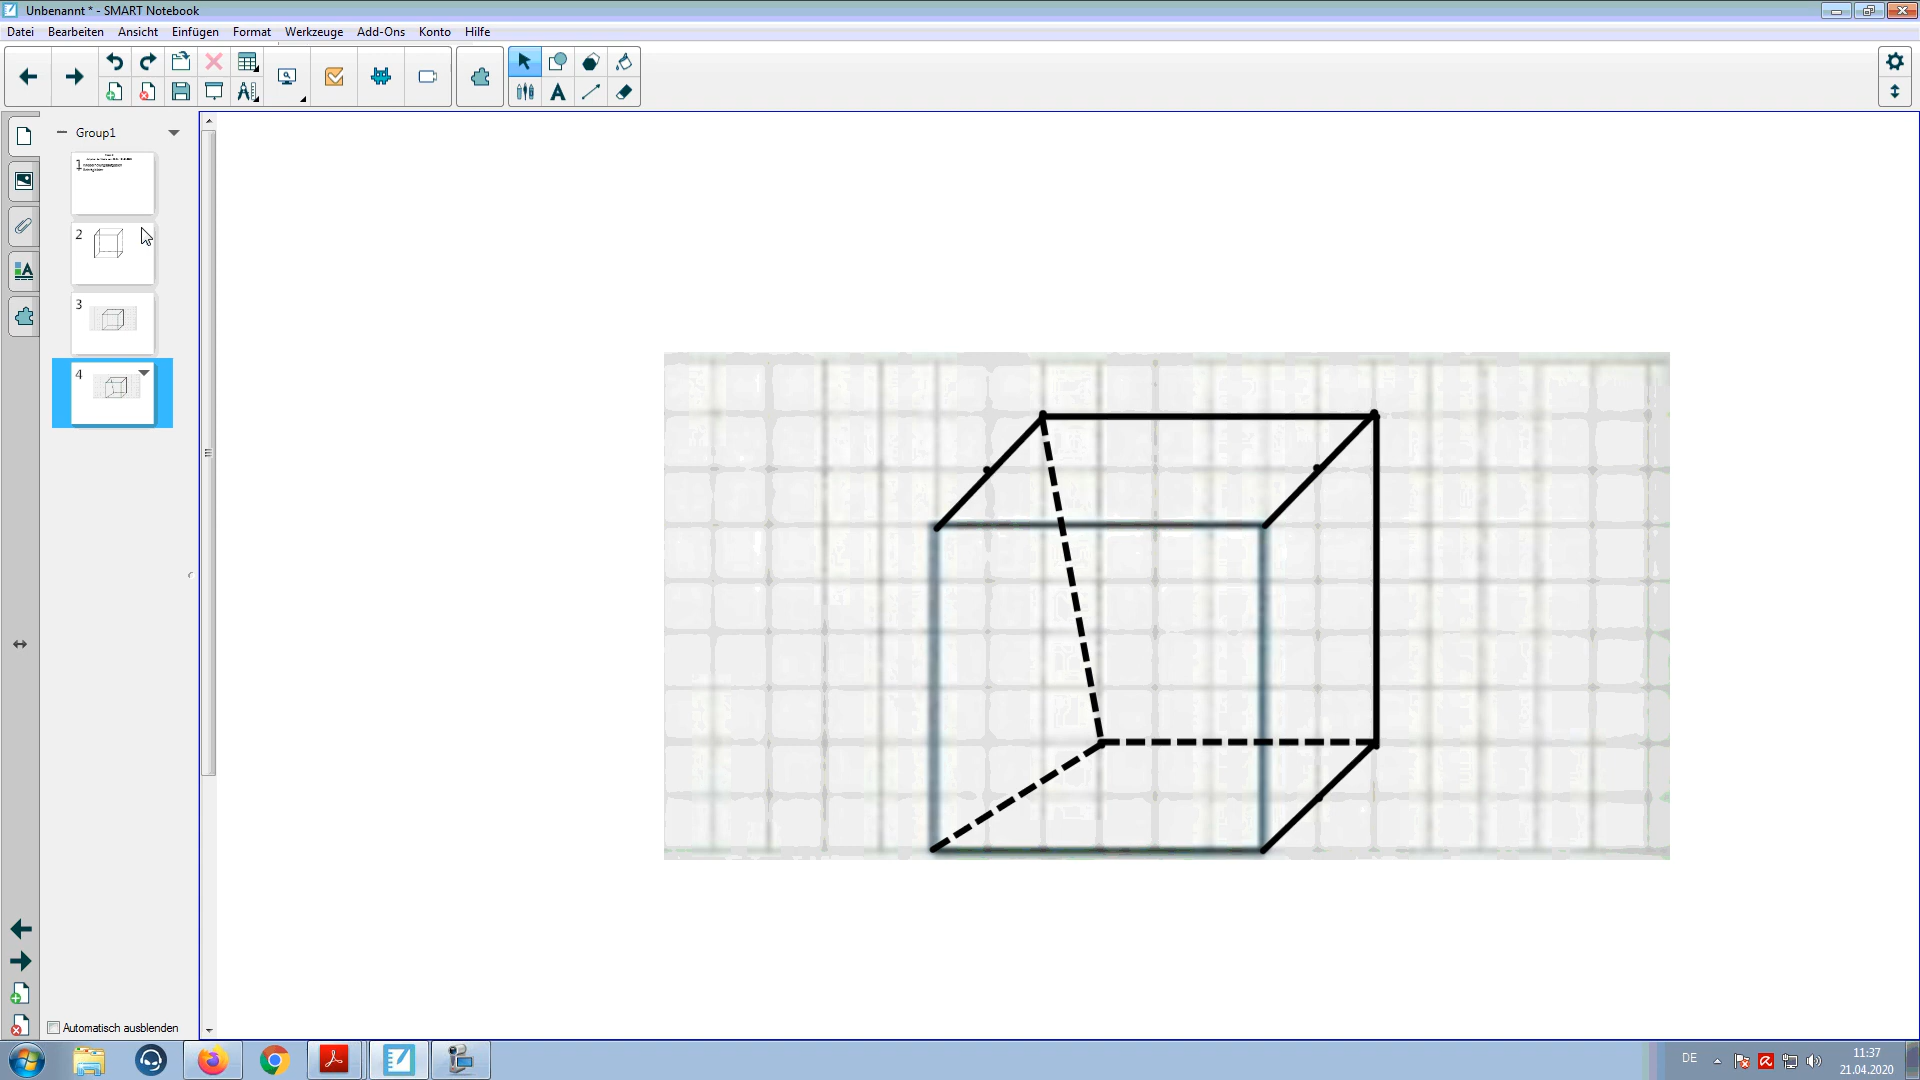 Unbenannt * - SMART Notebook
Datei Bearbeiten Ansicht Einfügen Format Werkzeuge Add-Ons Konto Hilfe
Group1
1
2
3
4
Automatisch ausblenden
DE
11:37
21.04.2020